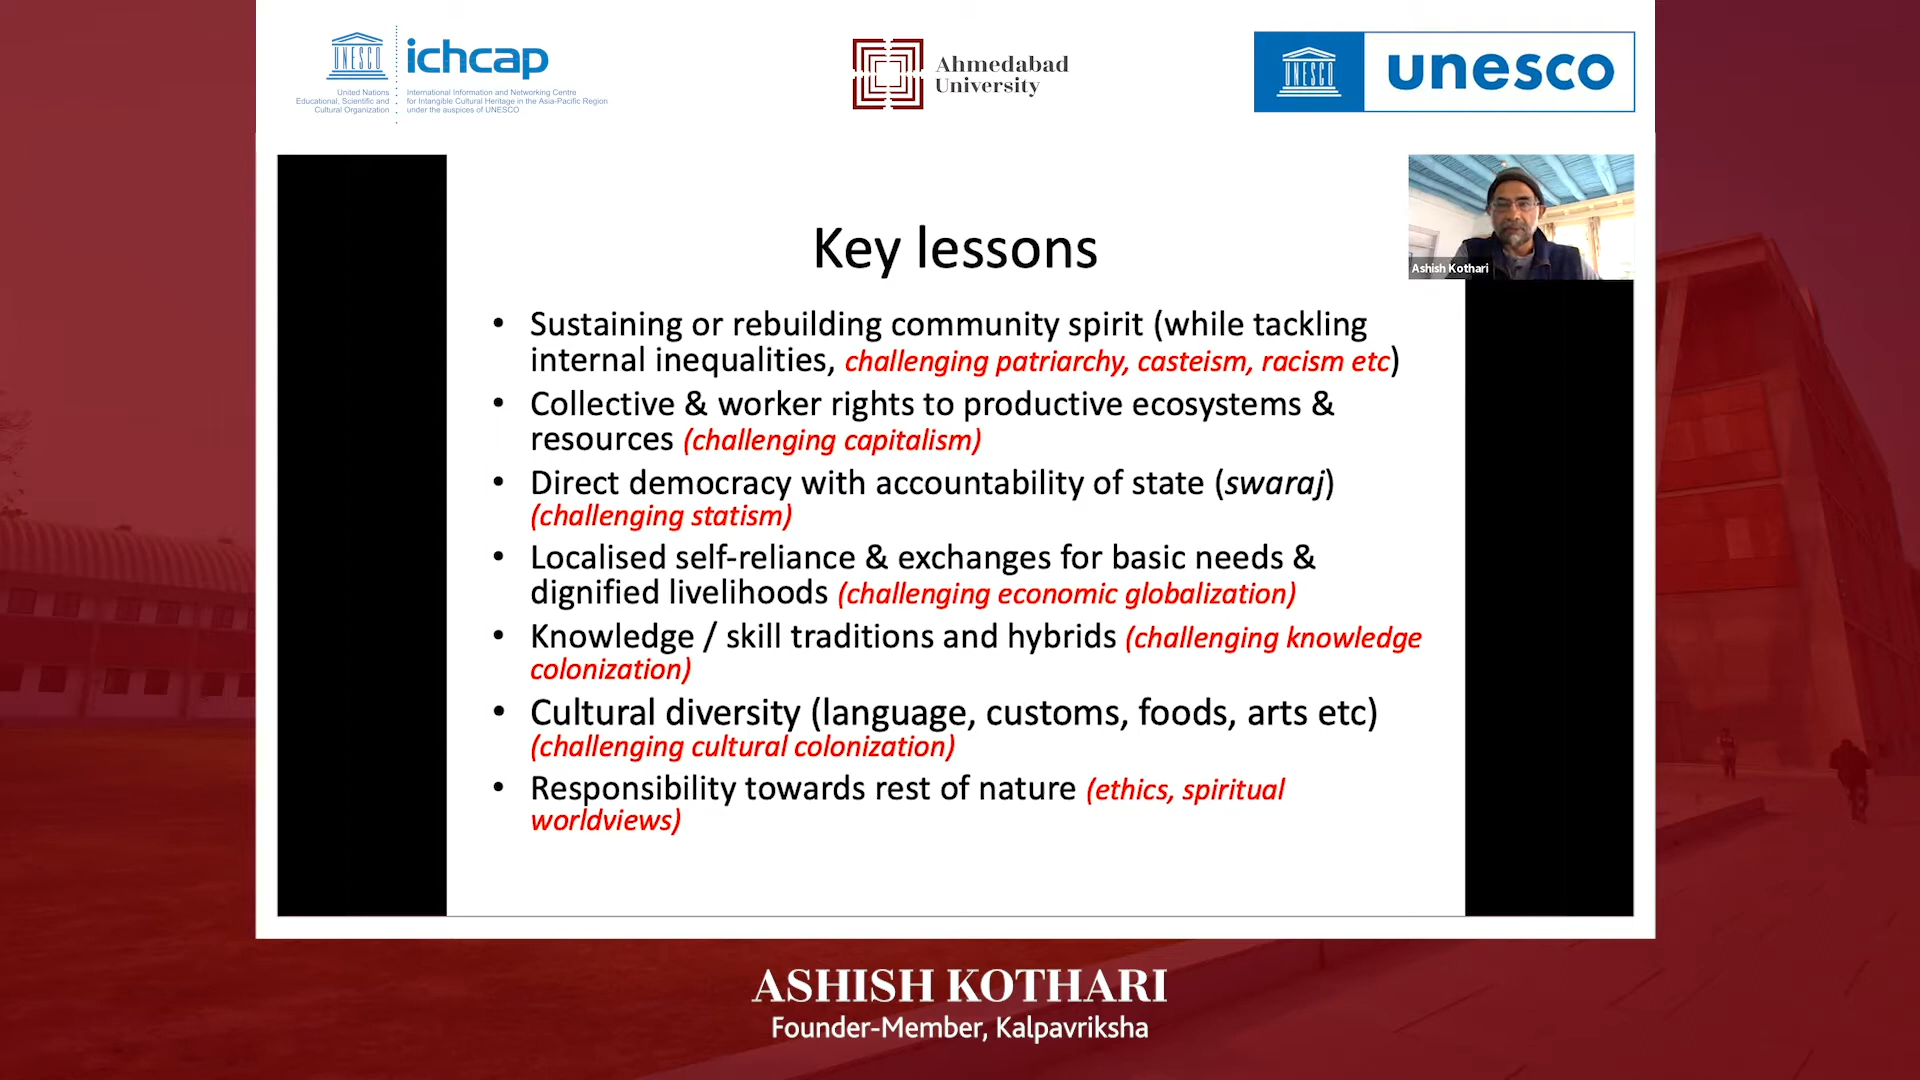 UNESCO
United Nations
Educational, Scientific and
Cultural Organization
ichcap
International Information and Networking Centre
for Intangible Cultural Heritage in the Asia-Pacific Region
under the auspices of UNESCO
Ahmedabad
University
UNESCO
unesco
Ashish Kothari
Key lessons
• Sustaining or rebuilding community spirit (while tackling
internal inequalities, challenging patriarchy, casteism, racism etc)
• Collective & worker rights to productive ecosystems &
resources (challenging capitalism)
• Direct democracy with accountability of state (swaraj)
(challenging statism)
• Localised self-reliance & exchanges for basic needs &
dignified livelihoods (challenging economic globalization)
• Knowledge / skill traditions and hybrids (challenging knowledge
colonization)
• Cultural diversity (language, customs, foods, arts etc)
(challenging cultural colonization)
• Responsibility towards rest of nature (ethics, spiritual
worldviews)
ASHISH KOTHARI
Founder-Member, Kalpavriksha